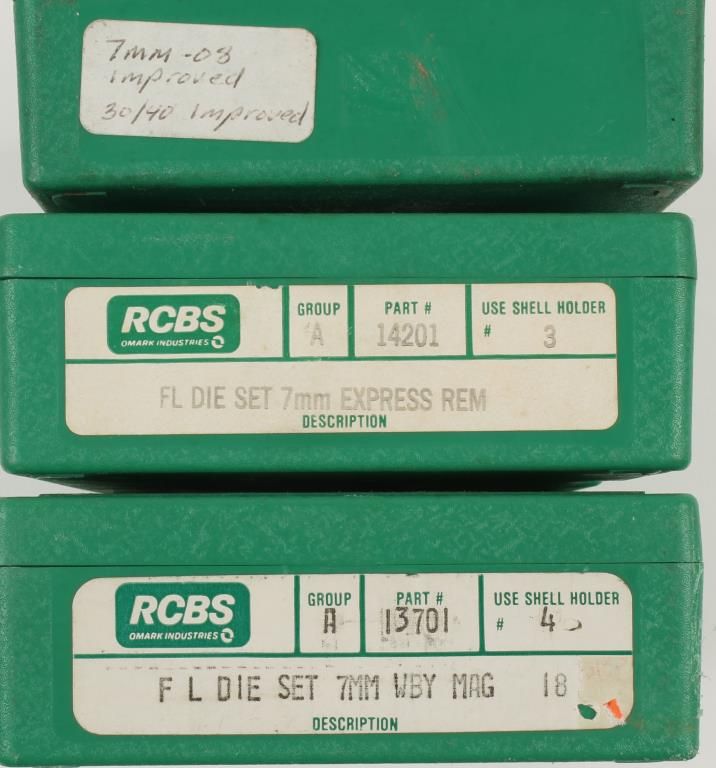 7mm-08
improved
30/40 Improved
RCBS
OMARK INDUSTRIES
GROUP
A
PART #
14201
USE SHELL HOLDER
# 3
FL DIE SET 7mm EXPRESS REM
DESCRIPTION
RCBS
OMARK INDUSTRIES
GROUP
A
PART #
13701
USE SHELL HOLDER
# 4
F L DIE SET 7MM WBY MAG 18
DESCRIPTION